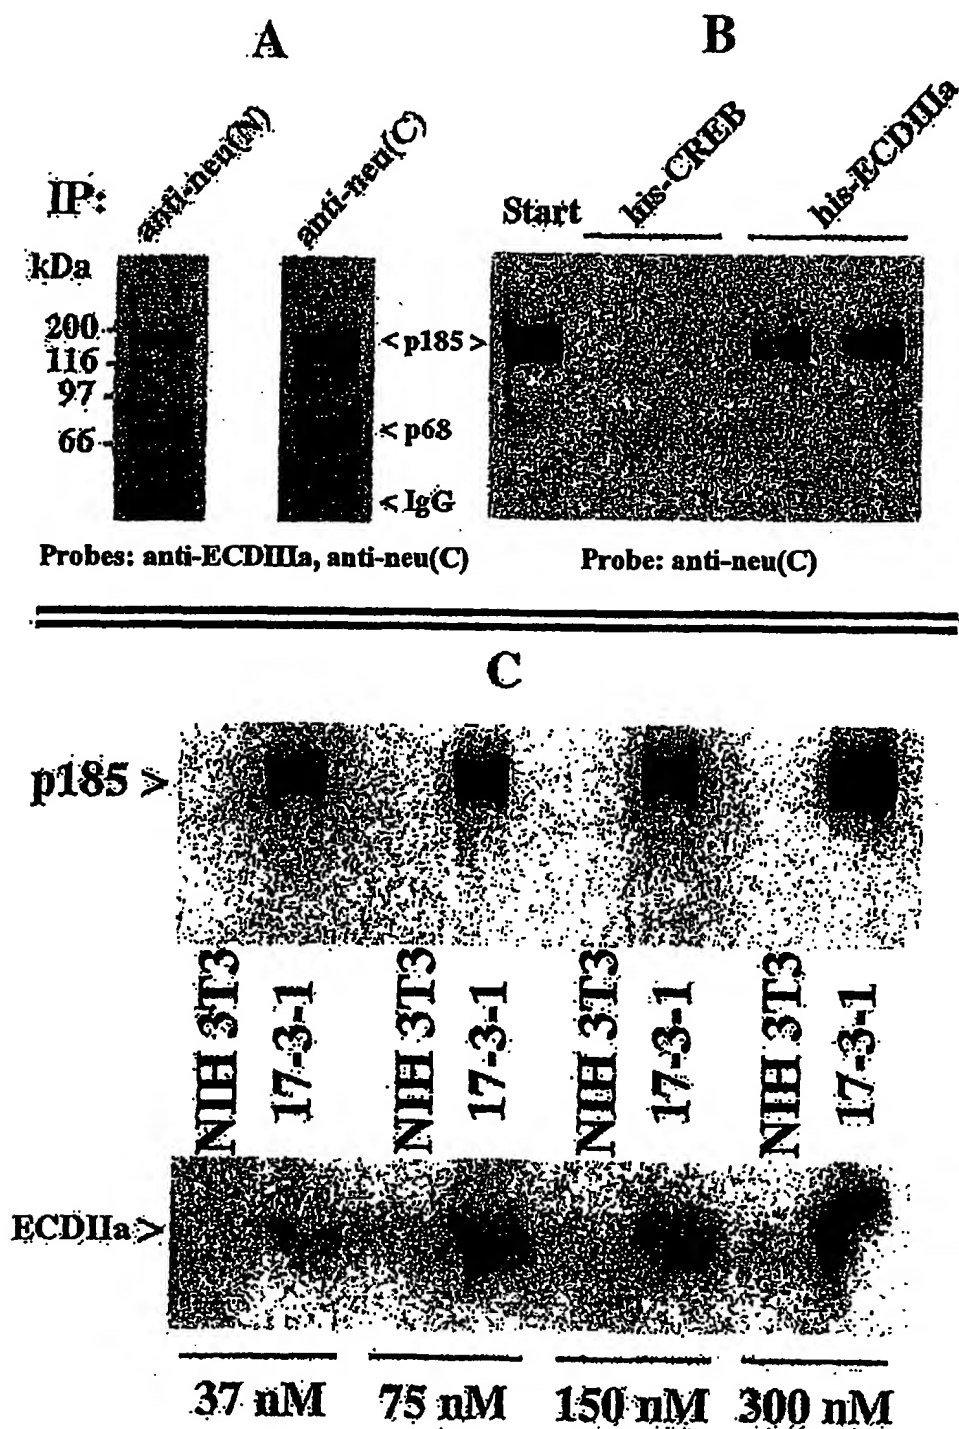 A
B
anti-neu(N)
anti-neu(C)
his-CREB
his-ECDIIIa
IP:
Start
kDa
200
116
97
66
<p185>
<p68
<IgG
Probes: anti-ECDIIIa, anti-neu(C)
Probe: anti-neu(C)
C
p185 >
NIH 3T3
17-3-1
NIH 3T3
17-3-1
NIH 3T3
17-3-1
NIH 3T3
17-3-1
ECDIIa>
37 nM
75 nM
150 nM
300 nM